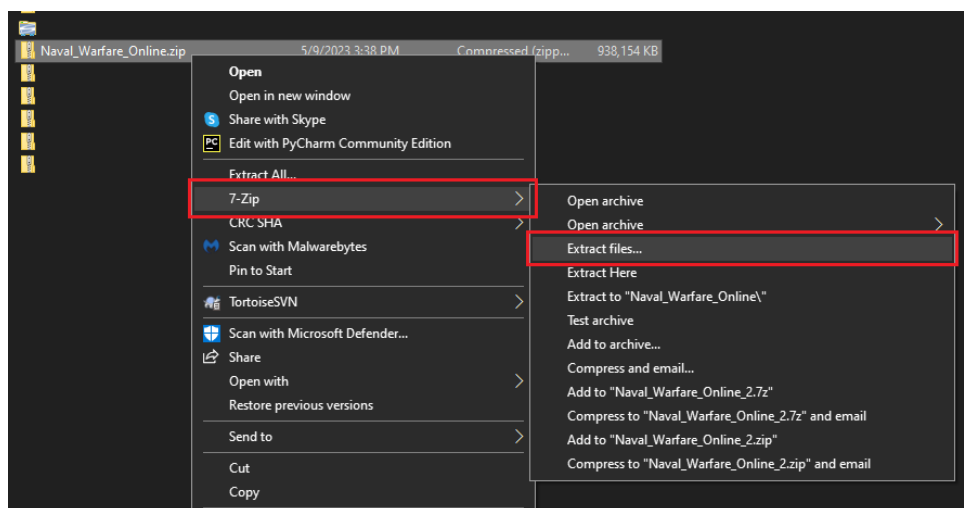 Naval_Warfare_Online.zip 5/9/2023 3:38 PM Compressed (zipp... 938,154 KB
Open
Open in new window
Share with Skype
PC Edit with PyCharm Community Edition
Extract All...
7-Zip
CRC SHA
Scan with Malwarebytes
Pin to Start
TortoiseSVN
Scan with Microsoft Defender...
Share
Open with
Restore previous versions
Send to
Cut
Copy
Open archive
Open archive
Extract files...
Extract Here
Extract to "Naval_Warfare_Online\"
Test archive
Add to archive...
Compress and email...
Add to "Naval_Warfare_Online_2.7z"
Compress to "Naval_Warfare_Online_2.7z" and email
Add to "Naval_Warfare_Online_2.zip"
Compress to "Naval_Warfare_Online_2.zip" and email